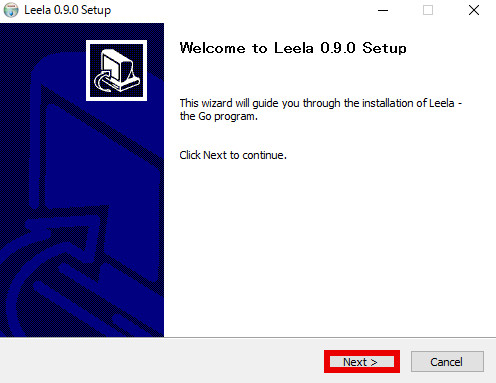 Leela 0.9.0 Setup
Welcome to Leela 0.9.0 Setup
This wizard will guide you through the installation of Leela -
the Go program.
Click Next to continue.
Next >
Cancel